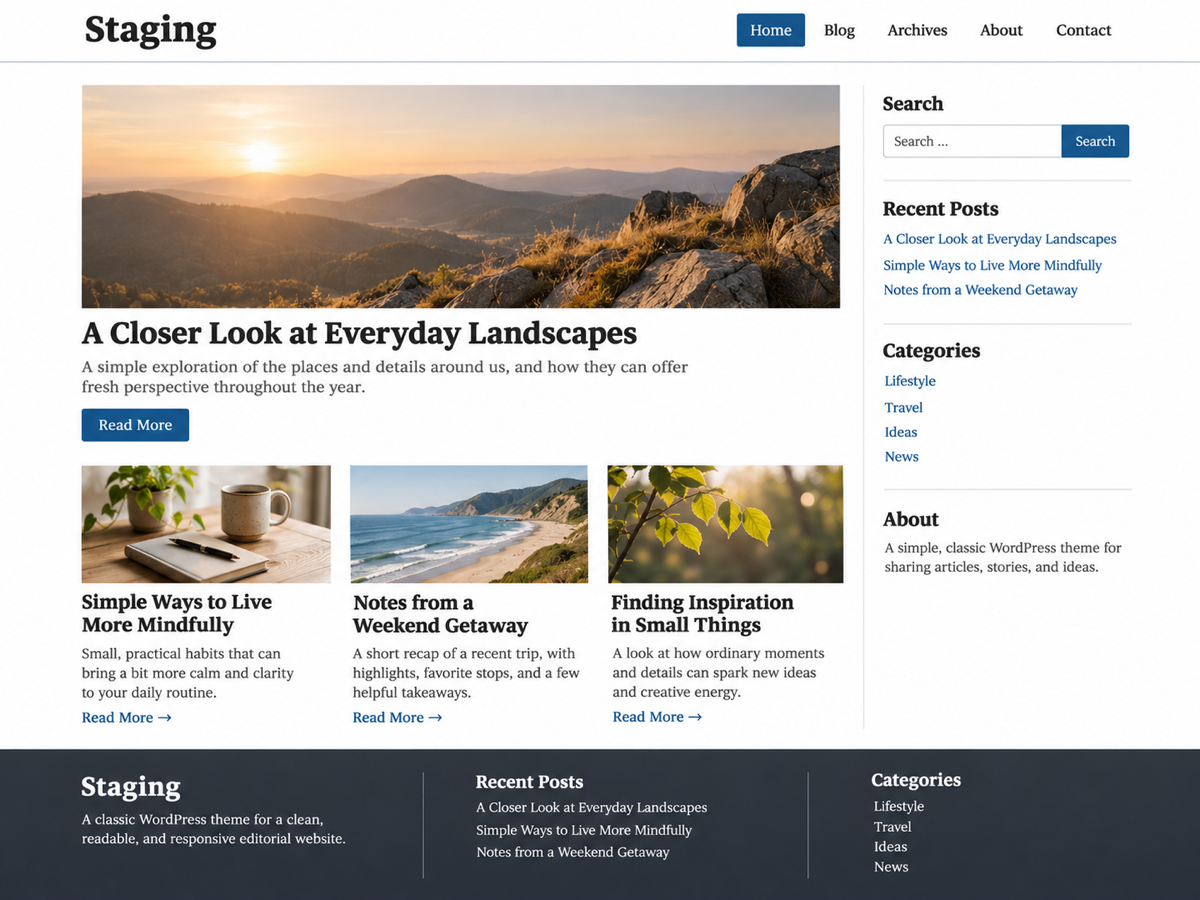 Staging
Home
Blog
Archives
About
Contact
A Closer Look at Everyday Landscapes
A simple exploration of the places and details around us, and how they can offer
fresh perspective throughout the year.
Read More
Simple Ways to Live
More Mindfully
Small, practical habits that can
bring a bit more calm and clarity
to your daily routine.
Read More →
Notes from a
Weekend Getaway
A short recap of a recent trip, with
highlights, favorite stops, and a few
helpful takeaways.
Read More →
Finding Inspiration
in Small Things
A look at how ordinary moments
and details can spark new ideas
and creative energy.
Read More →
Search
Search ...
Search
Recent Posts
A Closer Look at Everyday Landscapes
Simple Ways to Live More Mindfully
Notes from a Weekend Getaway
Categories
Lifestyle
Travel
Ideas
News
About
A simple, classic WordPress theme for
sharing articles, stories, and ideas.
Staging
A classic WordPress theme for a clean,
readable, and responsive editorial website.
Recent Posts
A Closer Look at Everyday Landscapes
Simple Ways to Live More Mindfully
Notes from a Weekend Getaway
Categories
Lifestyle
Travel
Ideas
News